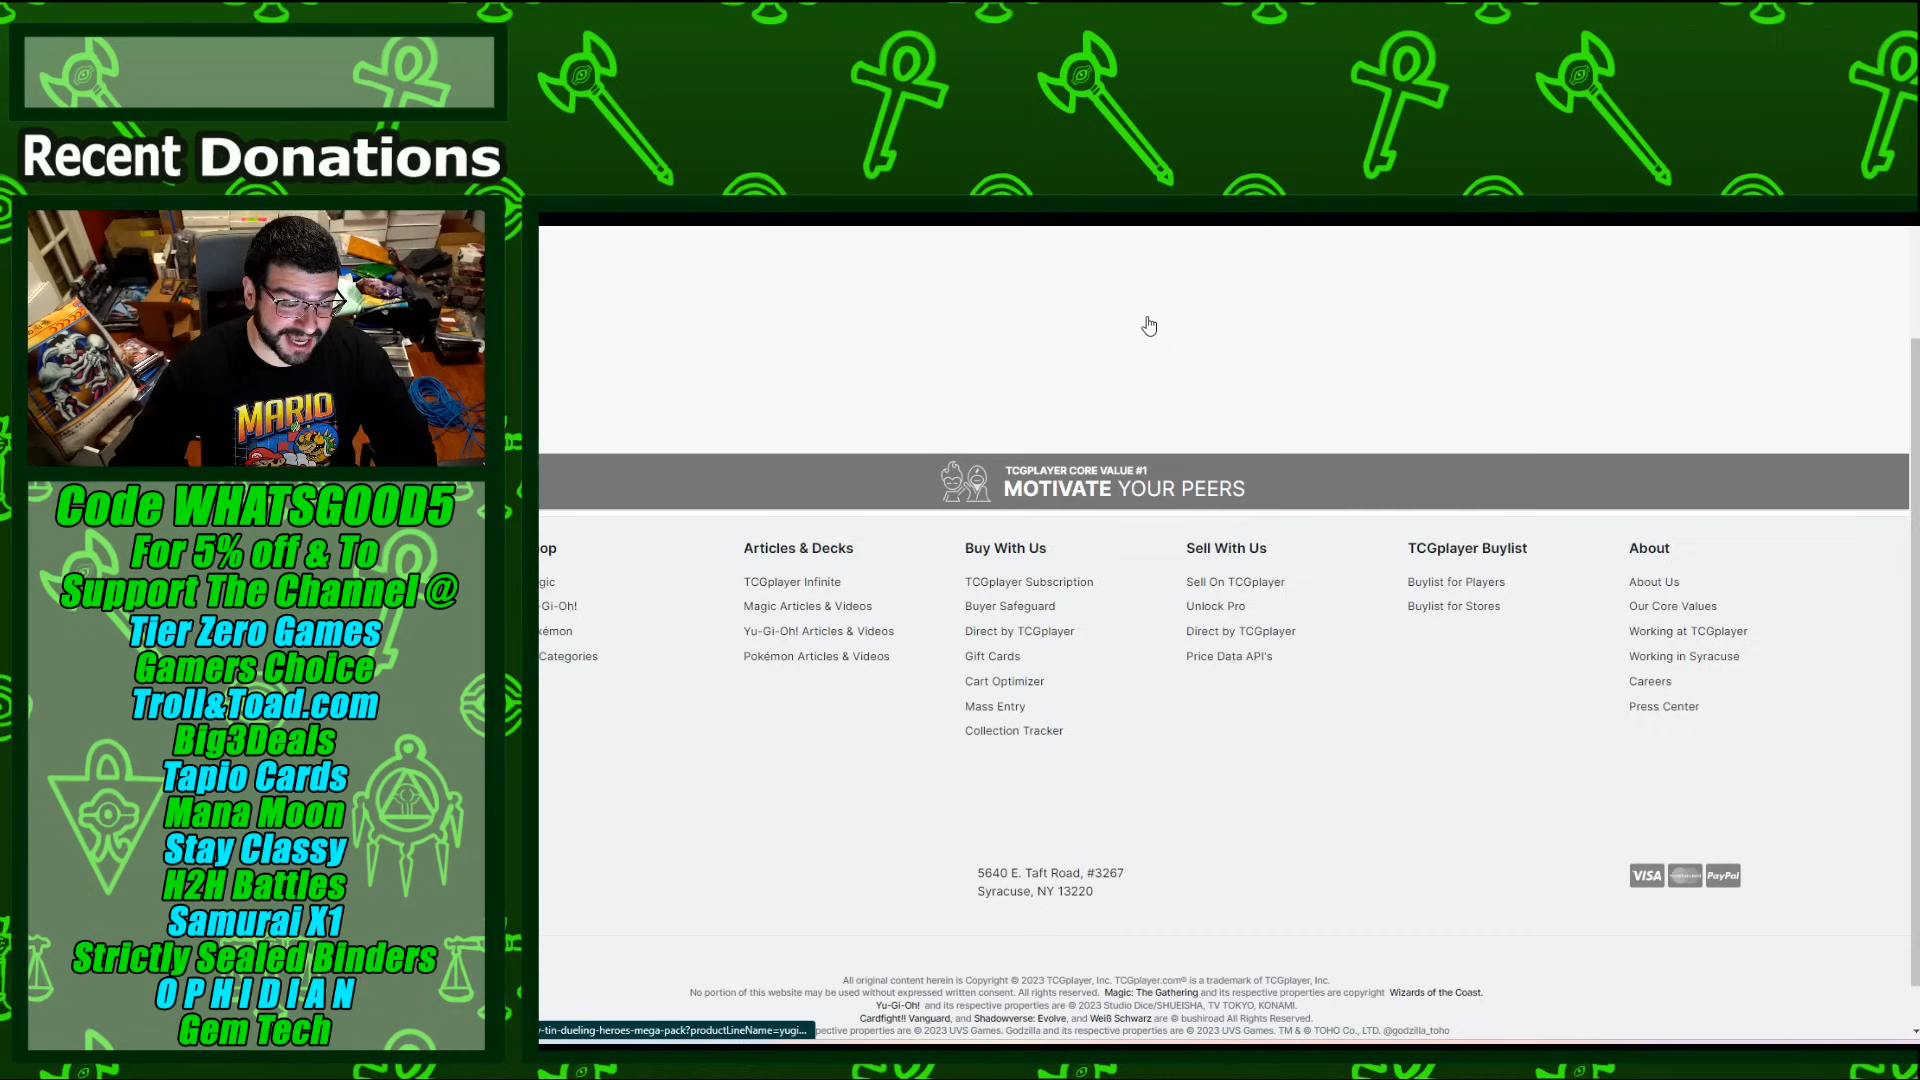 Recent Donations
MARIO
Code WHATSGOOD5
For 5% off & To
Support The Channel @
Tier Zero Games
Gamers Choice
Troll&Toad.com
Big3Deals
Tapio Cards
Mana Moon
Stay Classy
H2H Battles
Samurai X1
Strictly Sealed Binders
OPHIDIAN
Gem Tech
TCGPLAYER CORE VALUE #1
MOTIVATE YOUR PEERS
op
gic
-Gi-Oh!
kémon
Categories
Articles & Decks
TCGplayer Infinite
Magic Articles & Videos
Yu-Gi-Oh! Articles & Videos
Pokémon Articles & Videos
Buy With Us
TCGplayer Subscription
Buyer Safeguard
Direct by TCGplayer
Gift Cards
Cart Optimizer
Mass Entry
Collection Tracker
Sell With Us
Sell On TCGplayer
Unlock Pro
Direct by TCGplayer
Price Data API's
TCGplayer Buylist
Buylist for Players
Buylist for Stores
About
About Us
Our Core Values
Working at TCGplayer
Working in Syracuse
Careers
Press Center
5640 E. Taft Road, #3267
Syracuse, NY 13220
VISA
PayPal
All original content herein is Copyright © 2023 TCGplayer, Inc. TCGplayer.com® is a trademark of TCGplayer, Inc.
No portion of this website may be used without expressed written consent. All rights reserved. Magic: The Gathering and its respective properties are copyright Wizards of the Coast.
Yu-Gi-Oh! and its respective properties are © 2023 Studio Dice/SHUEISHA, TV TOKYO, KONAMI.
Cardfight!! Vanguard, and Shadowverse: Evolve, and Weiß Schwarz are © bushiroad All Rights Reserved.
-tin-dueling-heroes-mega-pack?productLineName=yugi...
pective properties are © 2023 UVS Games. Godzilla and its respective properties are © 2023 UVS Games. TM & © TOHO Co., LTD. @godzilla_toho